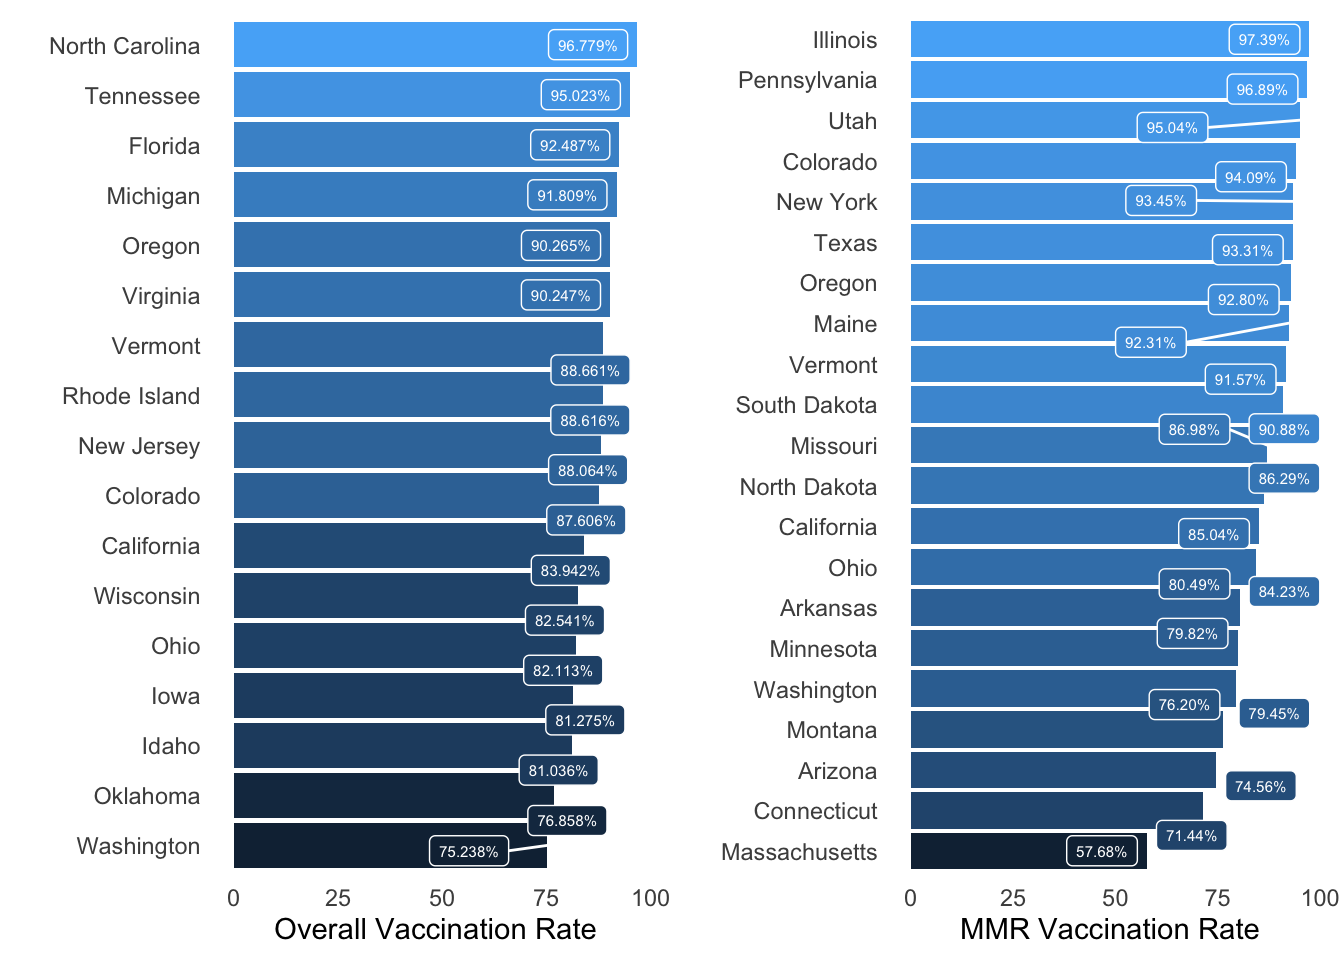 North Carolina 96.779%
Tennessee 95.023%
Florida 92.487%
Michigan 91.809%
Oregon 90.265%
Virginia 90.247%
Vermont 88.661%
Rhode Island 88.616%
New Jersey 88.064%
Colorado 87.606%
California 83.942%
Wisconsin 82.541%
Ohio 82.113%
Iowa 81.275%
Idaho 81.036%
Oklahoma 76.858%
Washington 75.238%
0 25 50 75 100
Overall Vaccination Rate
Illinois 97.39%
Pennsylvania 96.89%
Utah 95.04%
Colorado 94.09%
New York 93.45%
Texas 93.31%
Oregon 92.80%
Maine 92.31%
Vermont 91.57%
South Dakota 90.88%
Missouri 86.98%
North Dakota 86.29%
California 85.04%
Ohio 84.23%
Arkansas 80.49%
Minnesota 79.82%
Washington 79.45%
Montana 76.20%
Arizona 74.56%
Connecticut 71.44%
Massachusetts 57.68%
0 25 50 75 100
MMR Vaccination Rate